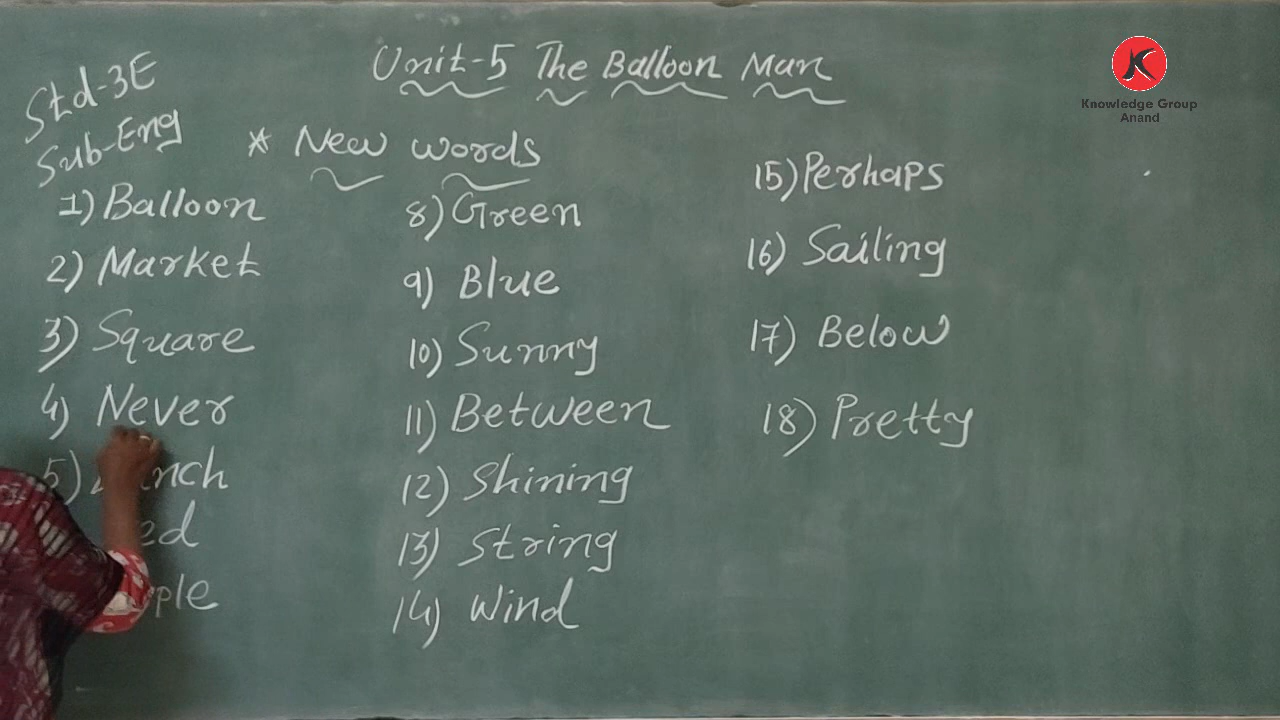 Unit-5 The Balloon Man
Std-3E
Sub-Eng
* New words
1) Balloon
2) Market
3) Square
4) Never
5)
8) Green
9) Blue
10) Sunny
11) Between
12) Shining
13) String
14) Wind
15) Perhaps
16) Sailing
17) Below
18) Pretty
K
Knowledge Group
Anand